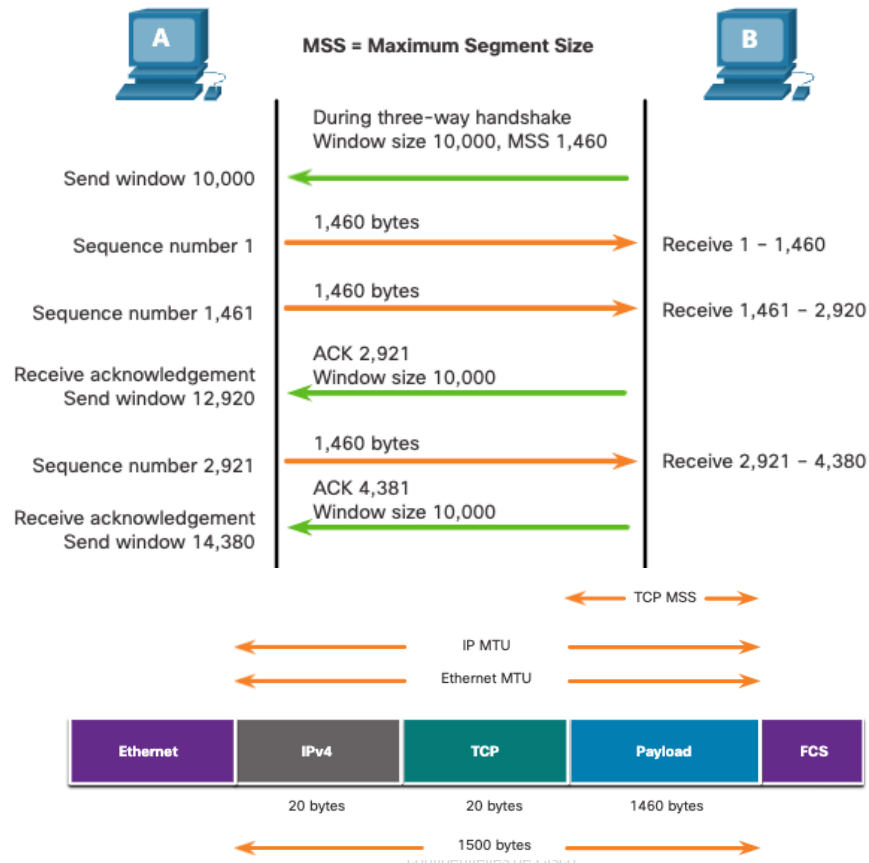 A
MSS = Maximum Segment Size
B
During three-way handshake
Window size 10,000, MSS 1,460
Send window 10,000
1,460 bytes
Sequence number 1
Receive 1 - 1,460
1,460 bytes
Sequence number 1,461
Receive 1,461 - 2,920
ACK 2,921
Window size 10,000
Receive acknowledgement
Send window 12,920
1,460 bytes
Sequence number 2,921
Receive 2,921 - 4,380
ACK 4,381
Window size 10,000
Receive acknowledgement
Send window 14,380
TCP MSS
IP MTU
Ethernet MTU
Ethernet IPv4 TCP Payload FCS
20 bytes 20 bytes 1460 bytes
1500 bytes